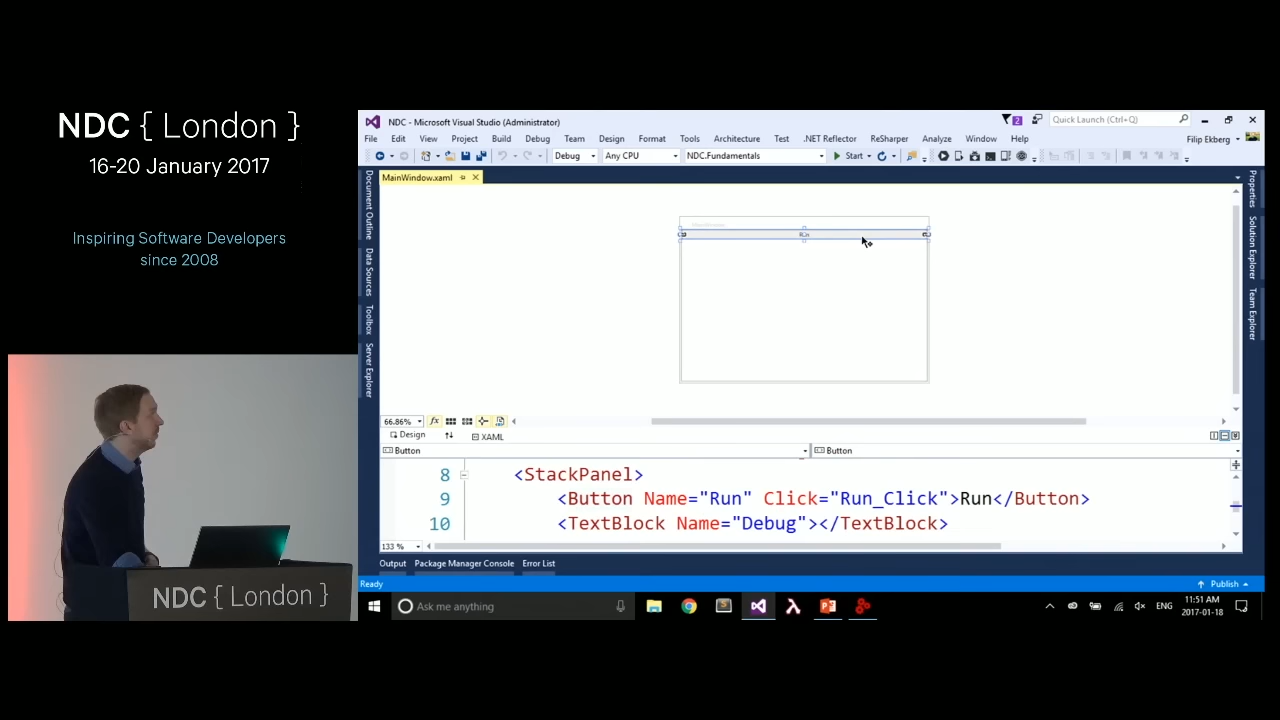 NDC { London }
16-20 January 2017
Inspiring Software Developers
since 2008
NDC { London }
NDC - Microsoft Visual Studio (Administrator)
2
Quick Launch (Ctrl+Q)
File Edit View Project Build Debug Team Design Format Tools Architecture Test .NET Reflector ReSharper Analyze Window Help
Filip Ekberg
Debug Any CPU NDC.Fundamentals Start
MainWindow.xaml
Document Outline
Data Sources
Toolbox
Server Explorer
Properties
Solution Explorer
Team Explorer
Run
66.86% fx
Design XAML
Button Button
8 <StackPanel>
9 <Button Name="Run" Click="Run_Click">Run</Button>
10 <TextBlock Name="Debug"></TextBlock>
133 %
Output Package Manager Console Error List
Ready Publish
Ask me anything
ENG
11:51 AM
2017-01-18